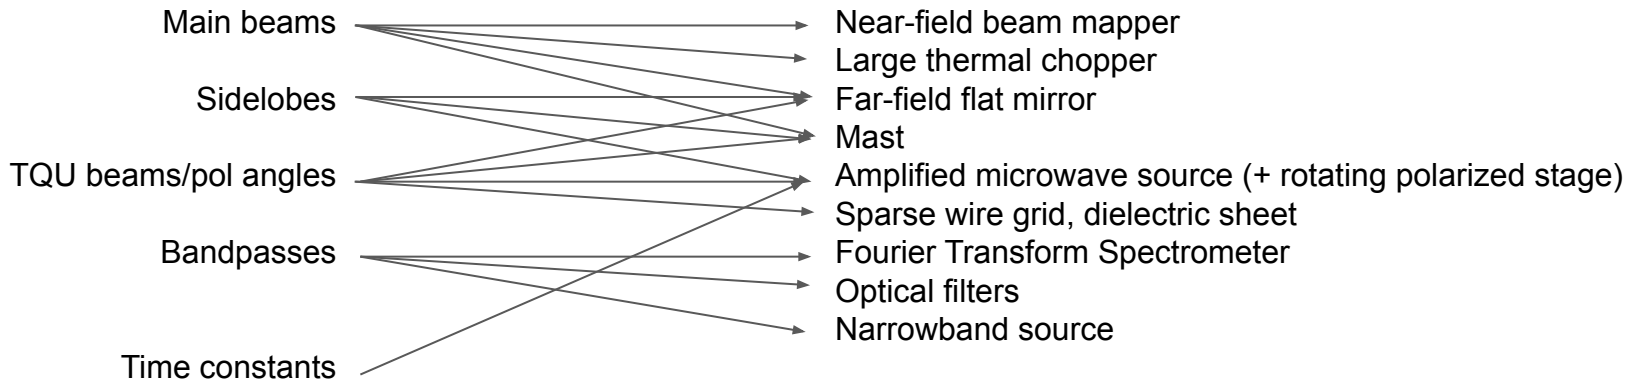 Main beams
Sidelobes
TQU beams/pol angles
Bandpasses
Time constants
Near-field beam mapper
Large thermal chopper
Far-field flat mirror
Mast
Amplified microwave source (+ rotating polarized stage)
Sparse wire grid, dielectric sheet
Fourier Transform Spectrometer
Optical filters
Narrowband source